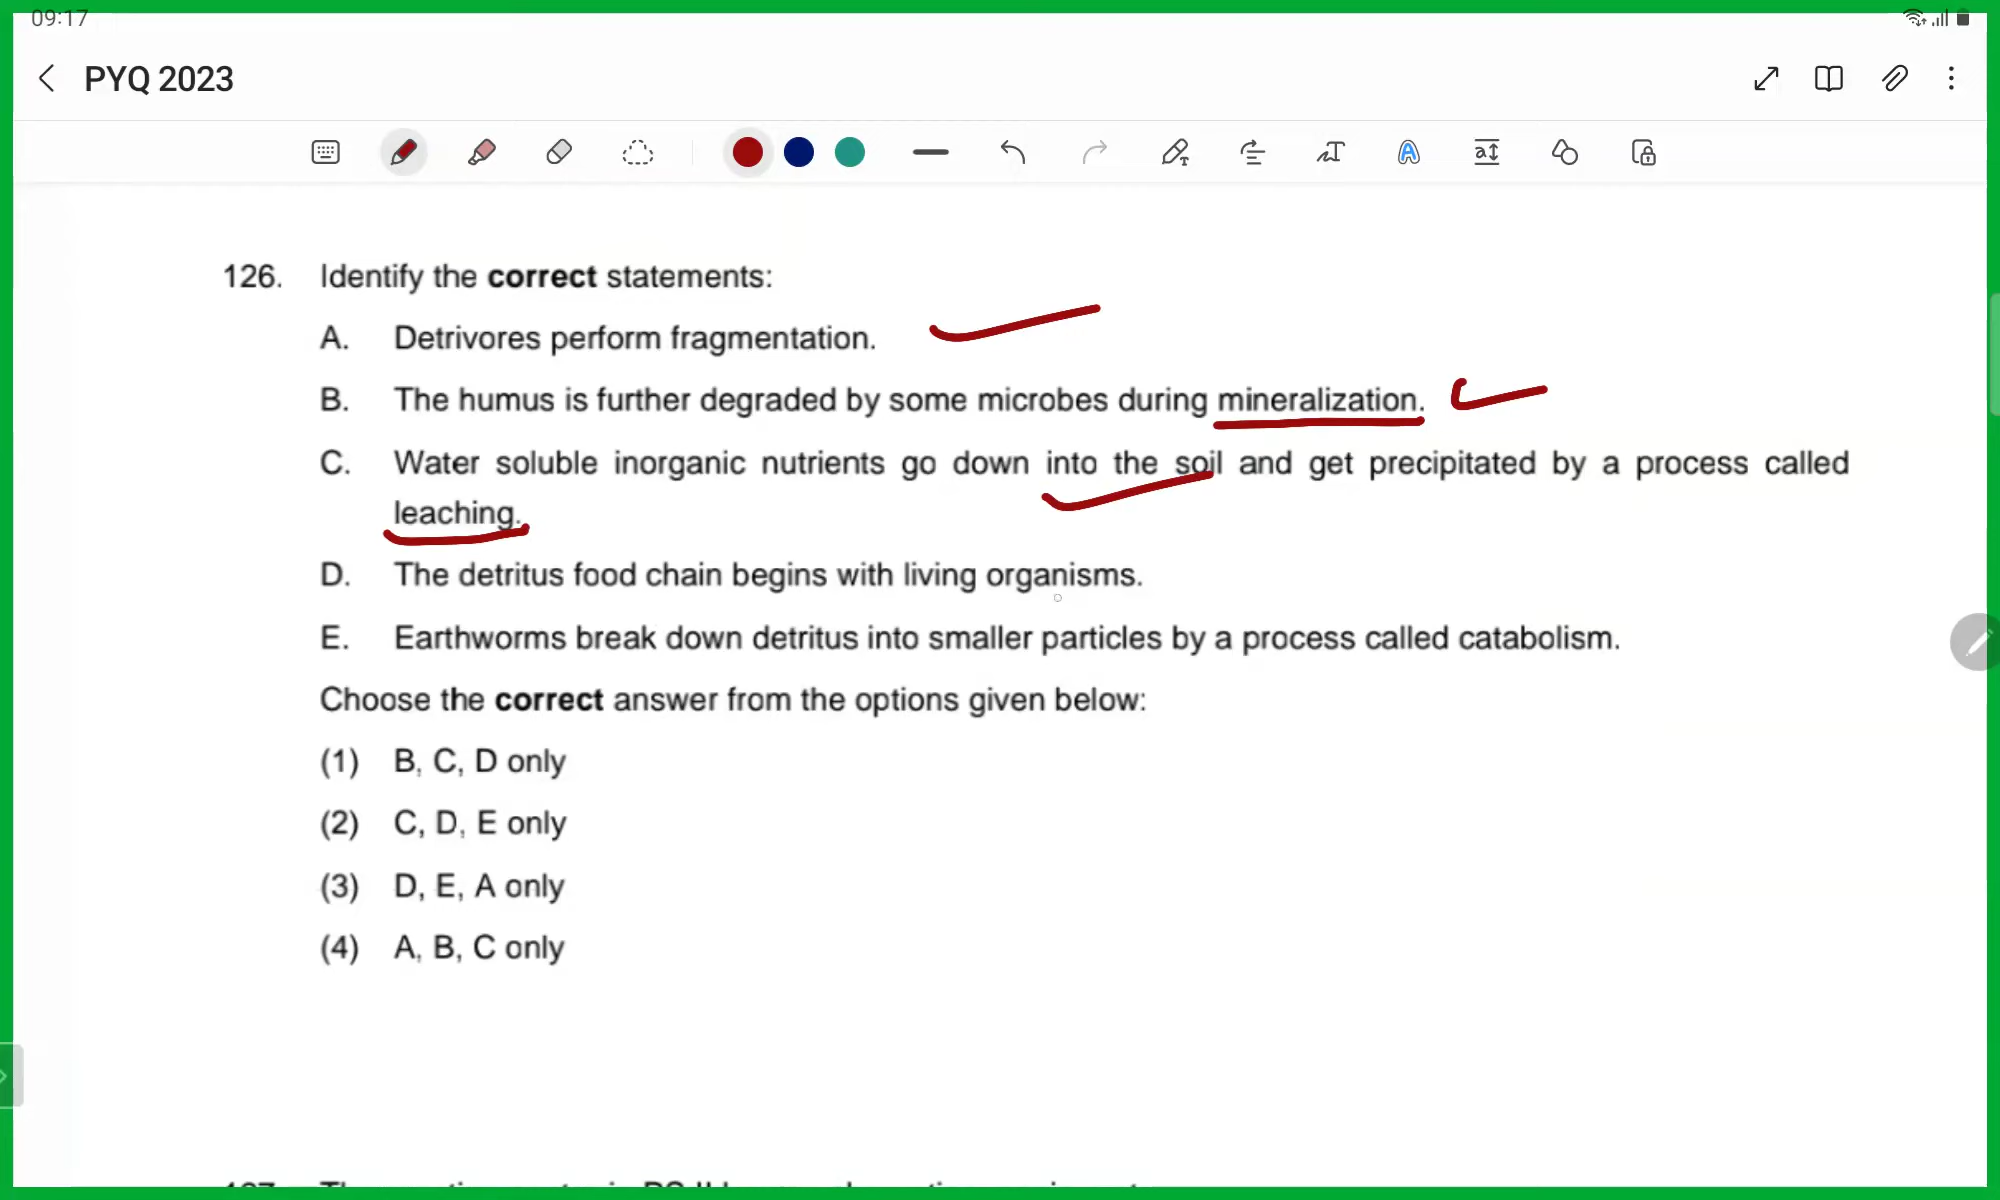 09:17
PYQ 2023
126. Identify the correct statements:
A. Detrivores perform fragmentation.
B. The humus is further degraded by some microbes during mineralization.
C. Water soluble inorganic nutrients go down into the soil and get precipitated by a process called
leaching.
D. The detritus food chain begins with living organisms.
E. Earthworms break down detritus into smaller particles by a process called catabolism.
Choose the correct answer from the options given below:
(1) B, C, D only
(2) C, D, E only
(3) D, E, A only
(4) A, B, C only